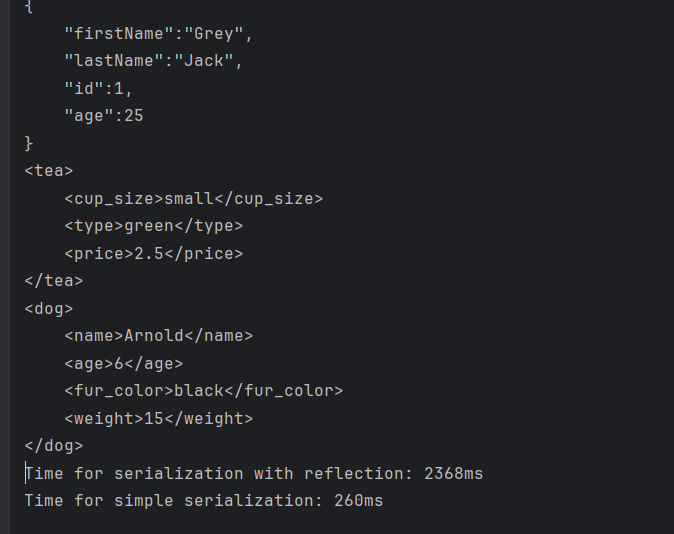 {
    "firstName":"Grey",
    "lastName":"Jack",
    "id":1,
    "age":25
}
<tea>
    <cup_size>small</cup_size>
    <type>green</type>
    <price>2.5</price>
</tea>
<dog>
    <name>Arnold</name>
    <age>6</age>
    <fur_color>black</fur_color>
    <weight>15</weight>
</dog>
Time for serialization with reflection: 2368ms
Time for simple serialization: 260ms